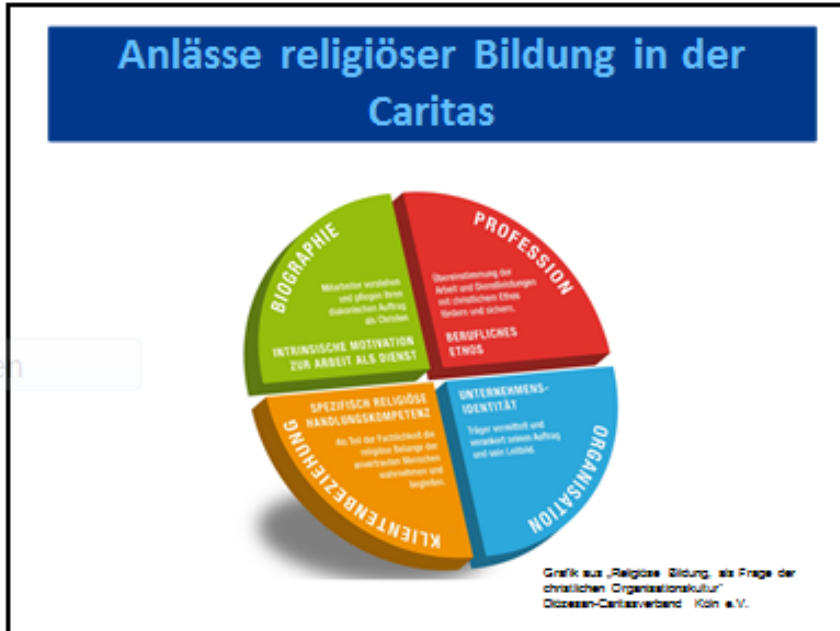 Anlässe religiöser Bildung in der
Caritas
BIOGRAPHIE
Mitarbeiter verstehen
und pflegen ihren
diakonischen Auftrag
als Christen
INTRINSISCHE MOTIVATION
ZUR ARBEIT ALS DIENST
PROFESSION
Übereinstimmung der
Arbeit und Dienstleistungen
mit christlichem Ethos
fördern und sichern.
BERUFLICHES
ETHOS
SPEZIFISCH RELIGIÖSE
HANDLUNGSKOMPETENZ
Als Teil der Fachlichkeit die
religiöse Belange der
anvertrauten Menschen
wahrnehmen und
begleiten.
KLIENTENBEZIEHUNG
UNTERNEHMENS-
IDENTITÄT
Träger vermittelt und
verankert seinen Auftrag
und sein Leitbild.
ORGANISATION
en
Grafik aus „Religiöse Bildung, als Frage der
christlichen Organisationskultur"
Diözesan-Caritasverband Köln e.V.